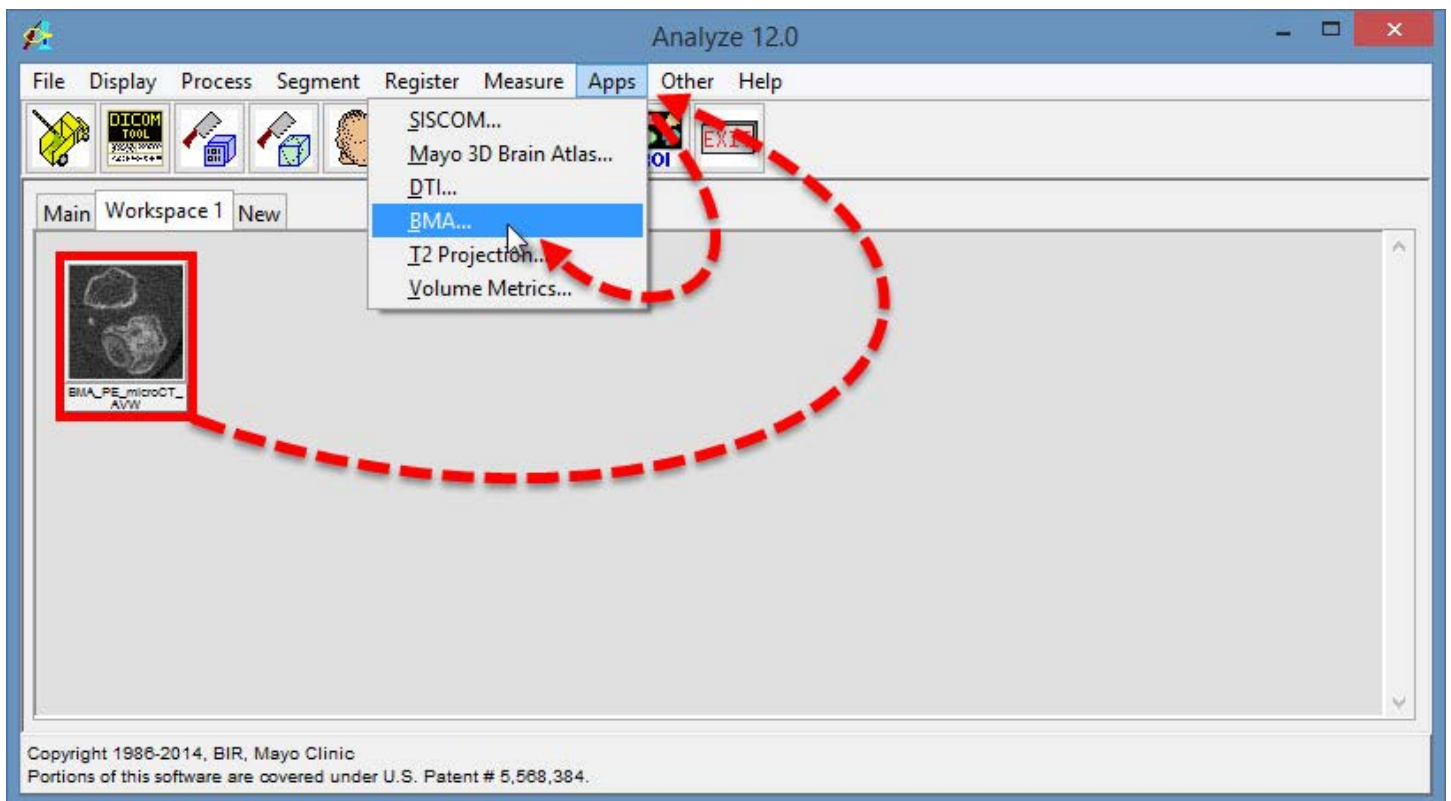 Analyze 12.0
File Display Process Segment Register Measure Apps Other Help
DICOM
TOOL
EXIT
SISCOM...
Mayo 3D Brain Atlas...
DTI...
BMA...
T2 Projection...
Volume Metrics...
Main Workspace 1 New
BMA_PE_microCT_
AVW
Copyright 1986-2014, BIR, Mayo Clinic
Portions of this software are covered under U.S. Patent # 5,568,384.